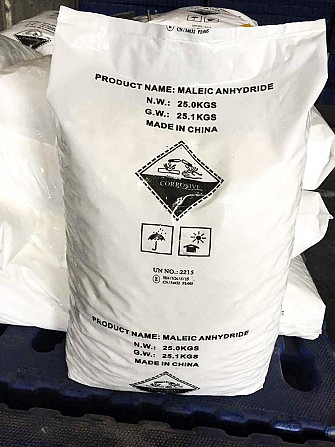 PRODUCT NAME: MALEIC ANHYDRIDE
N.W.: 25.0KGS
G.W.: 25.1KGS
MADE IN CHINA
CORROSIVE
8
UN NO.: 2215
PRODUCT NAME: MALEIC ANHYDRIDE
N.W.: 25.0KGS
G.W.: 25.1KGS
MADE IN CHINA